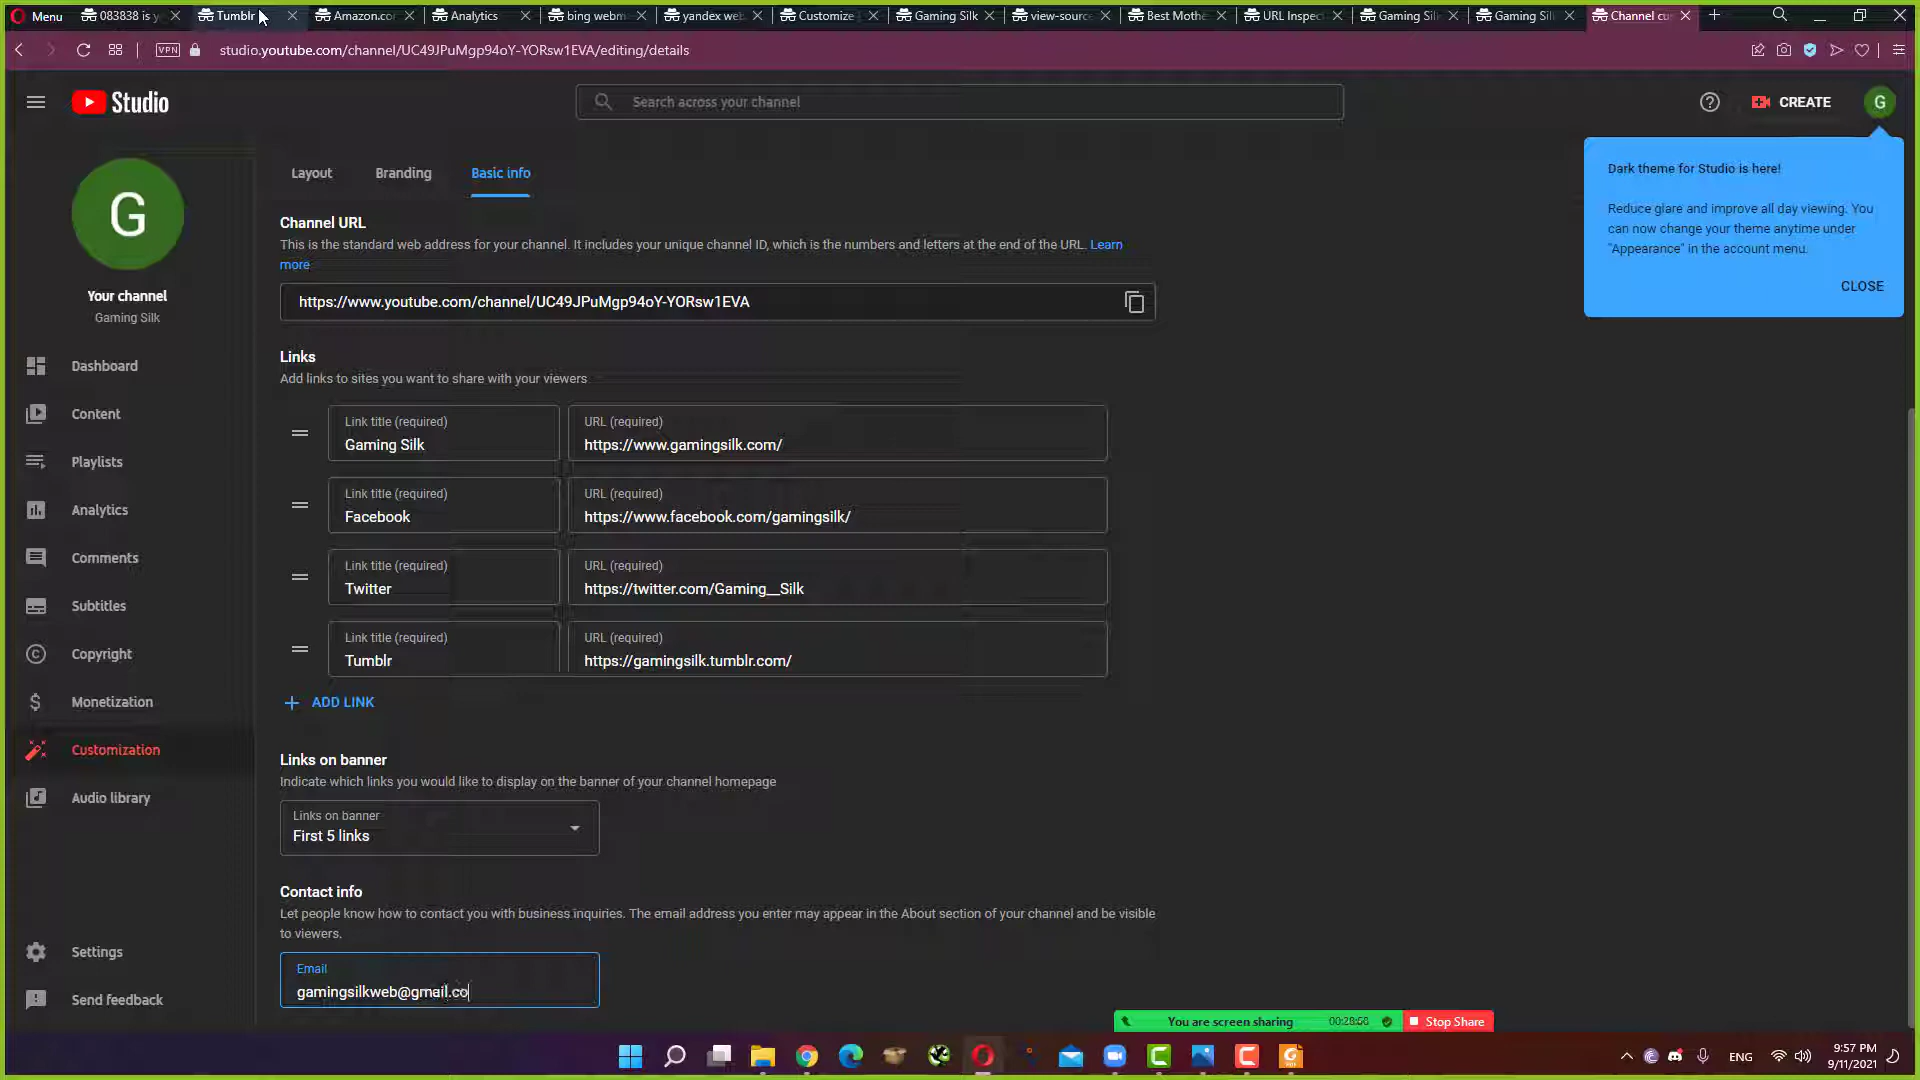 Menu
083838 is y
Tumblr
Amazon.co
Analytics
bing webm
yandex we
Customize
Gaming Silk
view-sourc
Best Moth
URL Inspec
Gaming Sil
Gaming Sil
Channel cu
VPN
studio.youtube.com/channel/UC49JPuMgp94oY-YORsw1EVA/editing/details
Studio
Search across your channel
CREATE
G
Dark theme for Studio is here!
Reduce glare and improve all day viewing. You
can now change your theme anytime under
"Appearance" in the account menu.
CLOSE
G
Your channel
Gaming Silk
Dashboard
Content
Playlists
Analytics
Comments
Subtitles
Copyright
Monetization
Customization
Audio library
Settings
Send feedback
Layout
Branding
Basic info
Channel URL
This is the standard web address for your channel. It includes your unique channel ID, which is the numbers and letters at the end of the URL. Learn
more
https://www.youtube.com/channel/UC49JPuMgp94oY-YORsw1EVA
Links
Add links to sites you want to share with your viewers
Link title (required)
Gaming Silk
URL (required)
https://www.gamingsilk.com/
Link title (required)
Facebook
URL (required)
https://www.facebook.com/gamingsilk/
Link title (required)
Twitter
URL (required)
https://twitter.com/Gaming__Silk
Link title (required)
Tumblr
URL (required)
https://gamingsilk.tumblr.com/
ADD LINK
Links on banner
Indicate which links you would like to display on the banner of your channel homepage
Links on banner
First 5 links
Contact info
Let people know how to contact you with business inquiries. The email address you enter may appear in the About section of your channel and be visible
to viewers.
Email
gamingsilkweb@gmail.co
You are screen sharing
Stop Share
ENG
9:57 PM
9/11/2021